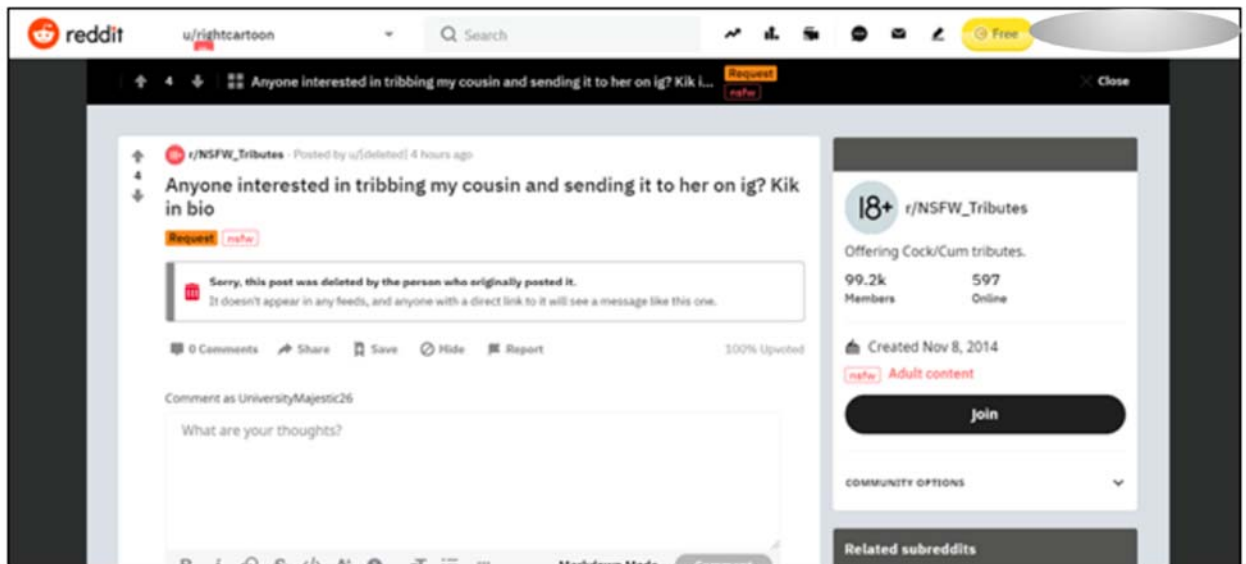 reddit
u/rightcartoon
Search
Free
4
Anyone interested in tribbing my cousin and sending it to her on ig? Kik i...
Request
nsfw
Close
r/NSFW_Tributes · Posted by u/[deleted] 4 hours ago
4
Anyone interested in tribbing my cousin and sending it to her on ig? Kik
in bio
Request
nsfw
Sorry, this post was deleted by the person who originally posted it.
It doesn't appear in any feeds, and anyone with a direct link to it will see a message like this one.
0 Comments
Share
Save
Hide
Report
100% Upvoted
Comment as UniversityMajestic26
What are your thoughts?
Markdown Mode
Comment
18+
r/NSFW_Tributes
Offering Cock/Cum tributes.
99.2k 597
Members Online
Created Nov 8, 2014
nsfw Adult content
Join
COMMUNITY OPTIONS
Related subreddits